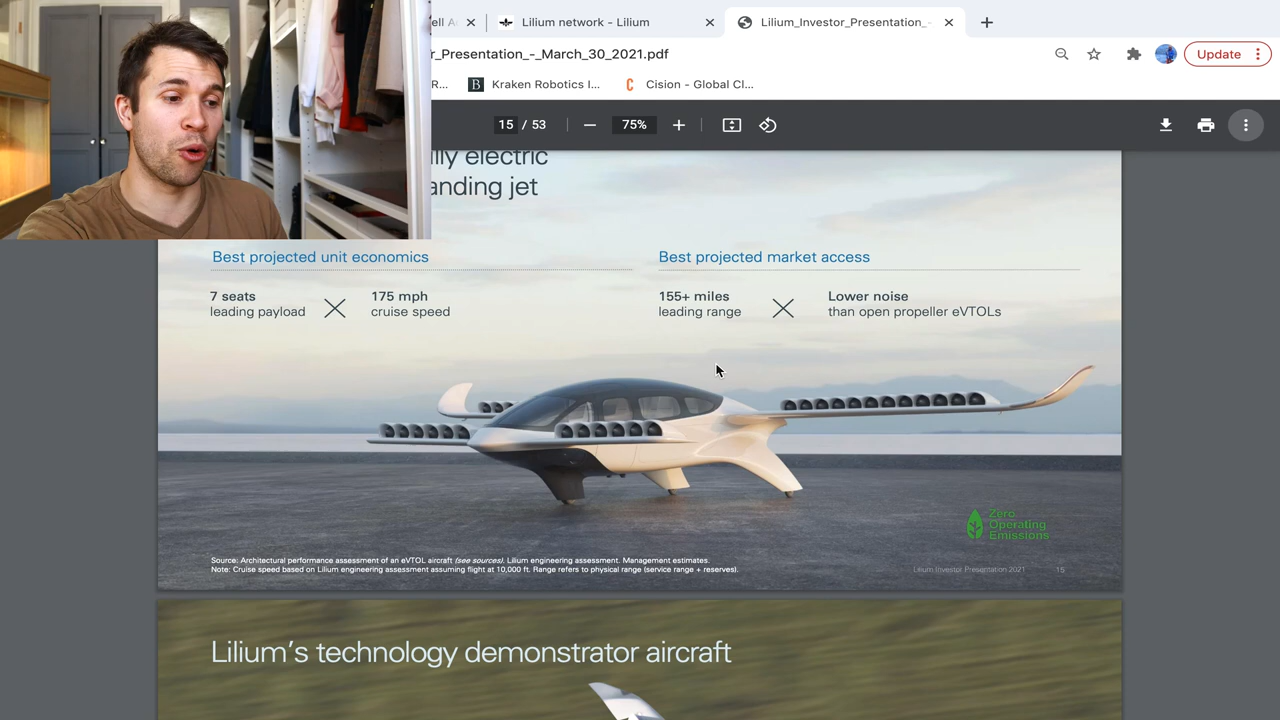 Lilium network - Lilium
Lilium_Investor_Presentation_-
r_Presentation_-_March_30_2021.pdf
Update
R...
Kraken Robotics I...
Cision - Global Cl...
15 / 53
75%
lly electric
anding jet
Best projected unit economics
Best projected market access
7 seats
leading payload
175 mph
cruise speed
155+ miles
leading range
Lower noise
than open propeller eVTOLs
Zero
Operating
Emissions
Source: Architectural performance assessment of an eVTOL aircraft (see sources). Lilium engineering assessment. Management estimates.
Note: Cruise speed based on Lilium engineering assessment assuming flight at 10,000 ft. Range refers to physical range (service range + reserves).
Lilium Investor Presentation 2021
15
Lilium's technology demonstrator aircraft